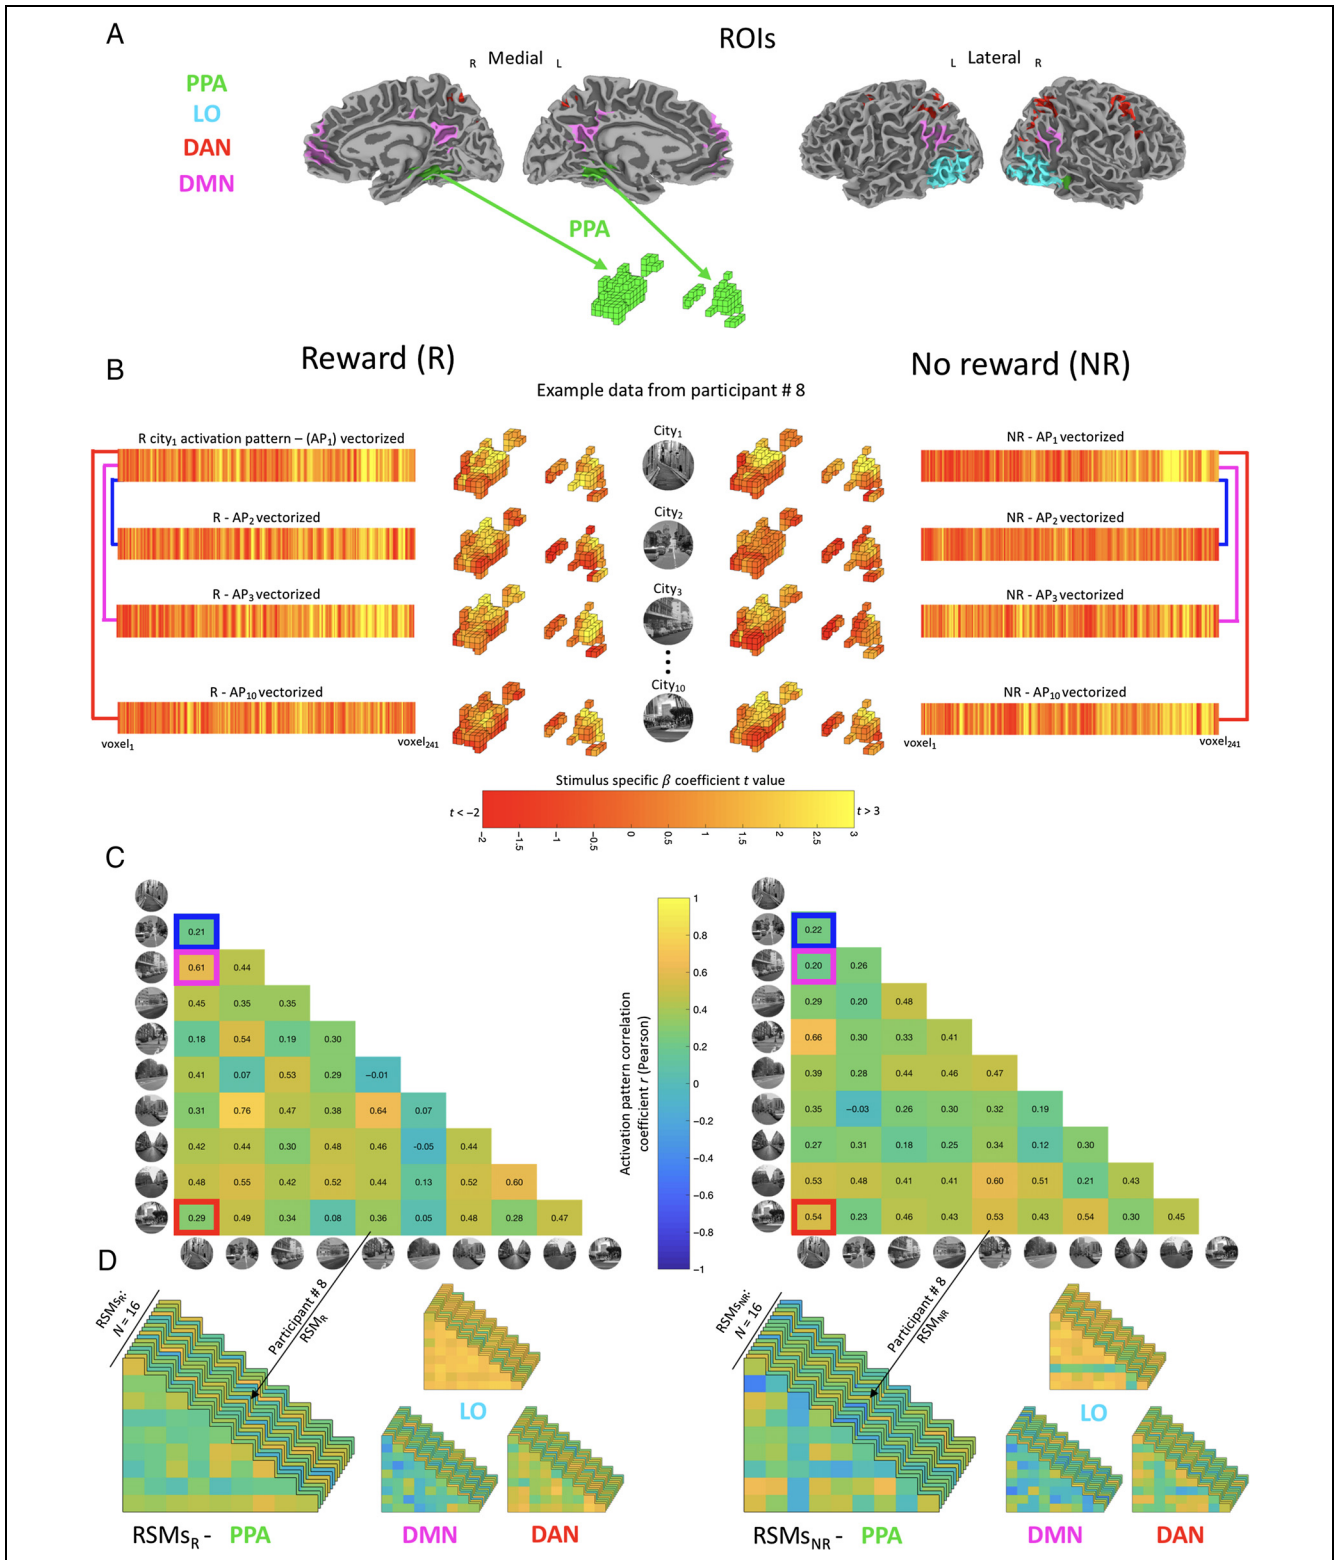 A
ROIs
R Medial L
L Lateral R
PPA
LO
DAN
DMN
PPA
B
Reward (R)
No reward (NR)
Example data from participant # 8
R city1 activation pattern – (AP1) vectorized
City1
NR - AP1 vectorized
R - AP2 vectorized
City2
NR - AP2 vectorized
R - AP3 vectorized
City3
NR - AP3 vectorized
R - AP10 vectorized
City10
NR - AP10 vectorized
voxel1
voxel241
voxel1
voxel241
Stimulus specific β coefficient t value
t < −2
t > 3
-2 -1.5 -1 -0.5 0 0.5 1 1.5 2 2.5 3
C
0.21
0.61 0.44
0.45 0.35 0.35
0.18 0.54 0.19 0.30
0.41 0.07 0.53 0.29 −0.01
0.31 0.76 0.47 0.38 0.64 0.07
0.42 0.44 0.30 0.48 0.46 -0.05 0.44
0.48 0.55 0.42 0.52 0.44 0.13 0.52 0.60
0.29 0.49 0.34 0.08 0.36 0.05 0.48 0.28 0.47
Activation pattern correlation
coefficient r (Pearson)
1
0.8
0.6
0.4
0.2
0
−0.2
−0.4
−0.6
−0.8
−1
0.22
0.20 0.26
0.29 0.20 0.48
0.66 0.30 0.33 0.41
0.39 0.28 0.44 0.46 0.47
0.35 −0.03 0.26 0.30 0.32 0.19
0.27 0.31 0.18 0.25 0.34 0.12 0.30
0.53 0.48 0.41 0.41 0.60 0.51 0.21 0.43
0.54 0.23 0.46 0.43 0.53 0.43 0.54 0.30 0.45
D
RSMsR:
N = 16
Participant # 8
RSMR
LO
RSMsR - PPA
DMN
DAN
RSMsNR:
N = 16
Participant # 8
RSMNR
LO
RSMsNR - PPA
DMN
DAN